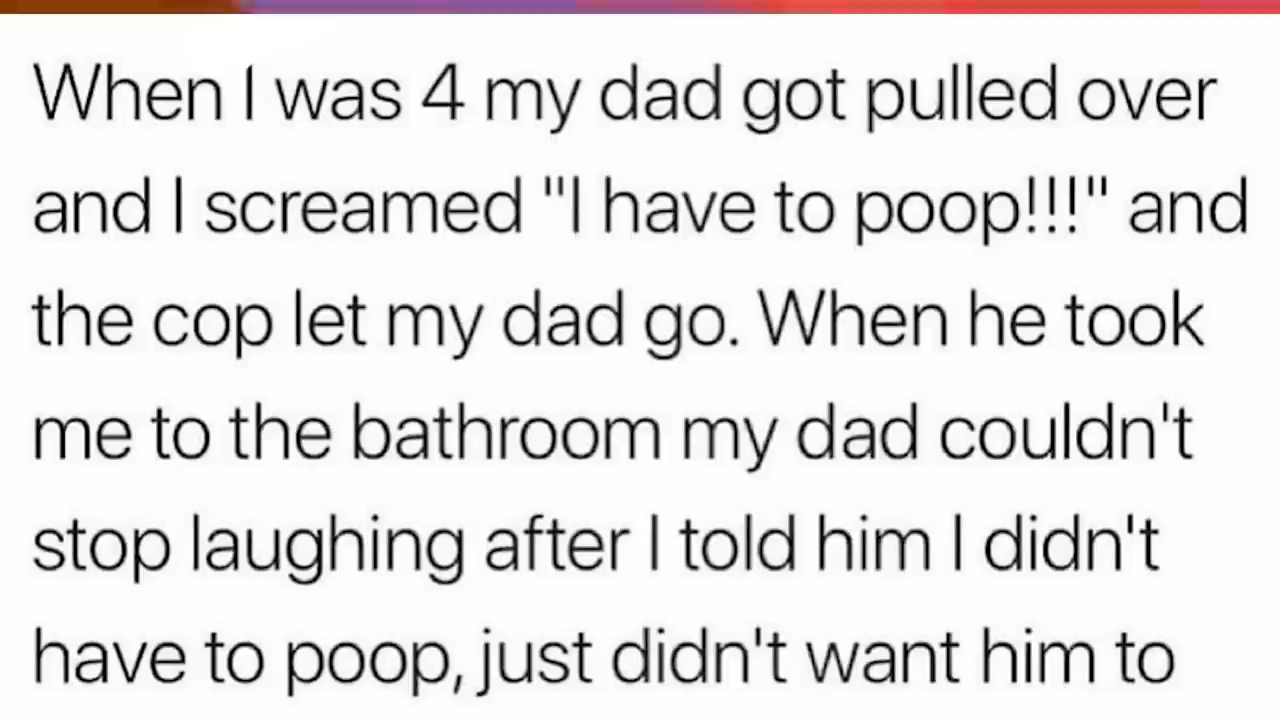 When I was 4 my dad got pulled over
and I screamed "I have to poop!!!" and
the cop let my dad go. When he took
me to the bathroom my dad couldn't
stop laughing after I told him I didn't
have to poop, just didn't want him to